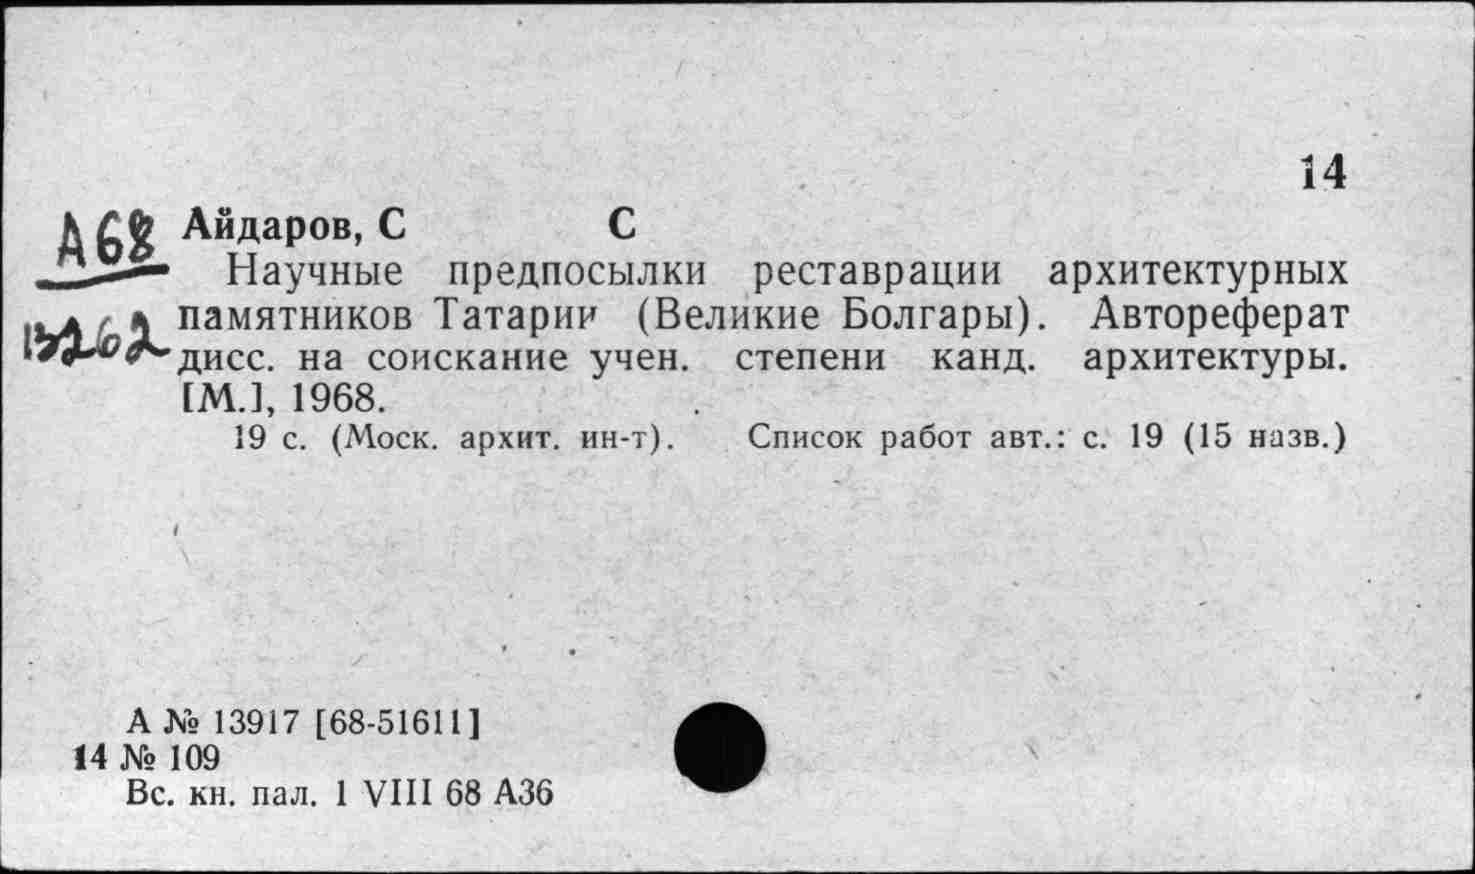 14
А68
Айдаров, С С
Научные предпосылки реставрации архитектурных
памятников Татарии (Великие Болгары). Автореферат
дисс. на соискание учен. степени канд. архитектуры.
[М.], 1968.
19 с. (Моск. архит. ин-т). Список работ авт.: с. 19 (15 назв.)
А № 13917 [68-51611]
14 № 109
Вс. кн. пал. 1 VIII 68 А36